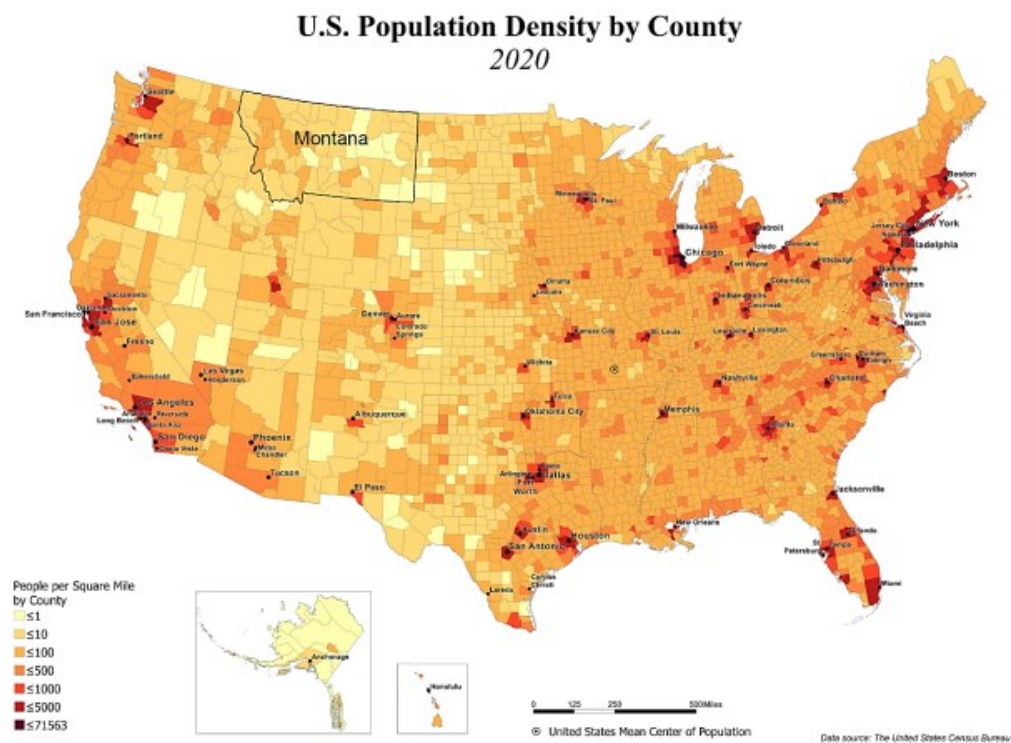 U.S. Population Density by County
2020
Seattle
Portland
Montana
Boston
Minneapolis
St. Paul
Buffalo
Milwaukee
Detroit
Jersey City
New York
Newark
Toledo
Cleveland
Chicago
Philadelphia
Fort Wayne
Pittsburgh
Omaha
Columbus
Baltimore
Lincoln
Indianapolis
Washington
Sacramento
Cincinnati
San Francisco
Stockton
Denver
Aurora
Virginia
Beach
San Jose
Colorado
Springs
Kansas City
St. Louis
Louisville
Lexington
Fresno
Greensboro
Durham
Raleigh
Wichita
Las Vegas
Henderson
Bakersfield
Nashville
Charlotte
Los Angeles
Tulsa
Riverside
Albuquerque
Oklahoma City
Memphis
Long Beach
Santa Ana
Atlanta
San Diego
Phoenix
Chula Vista
Mesa
Chandler
Tucson
Arlington
Plano
Dallas
Fort
Worth
El Paso
Jacksonville
New Orleans
Austin
Houston
Orlando
San Antonio
St.
Petersburg
Tampa
Corpus
Christi
Laredo
Miami
People per Square Mile
by County
≤1
≤10
≤100
≤500
≤1000
≤5000
≤71563
Anchorage
Honolulu
0 125 250 500 Miles
United States Mean Center of Population
Data source: The United States Census Bureau